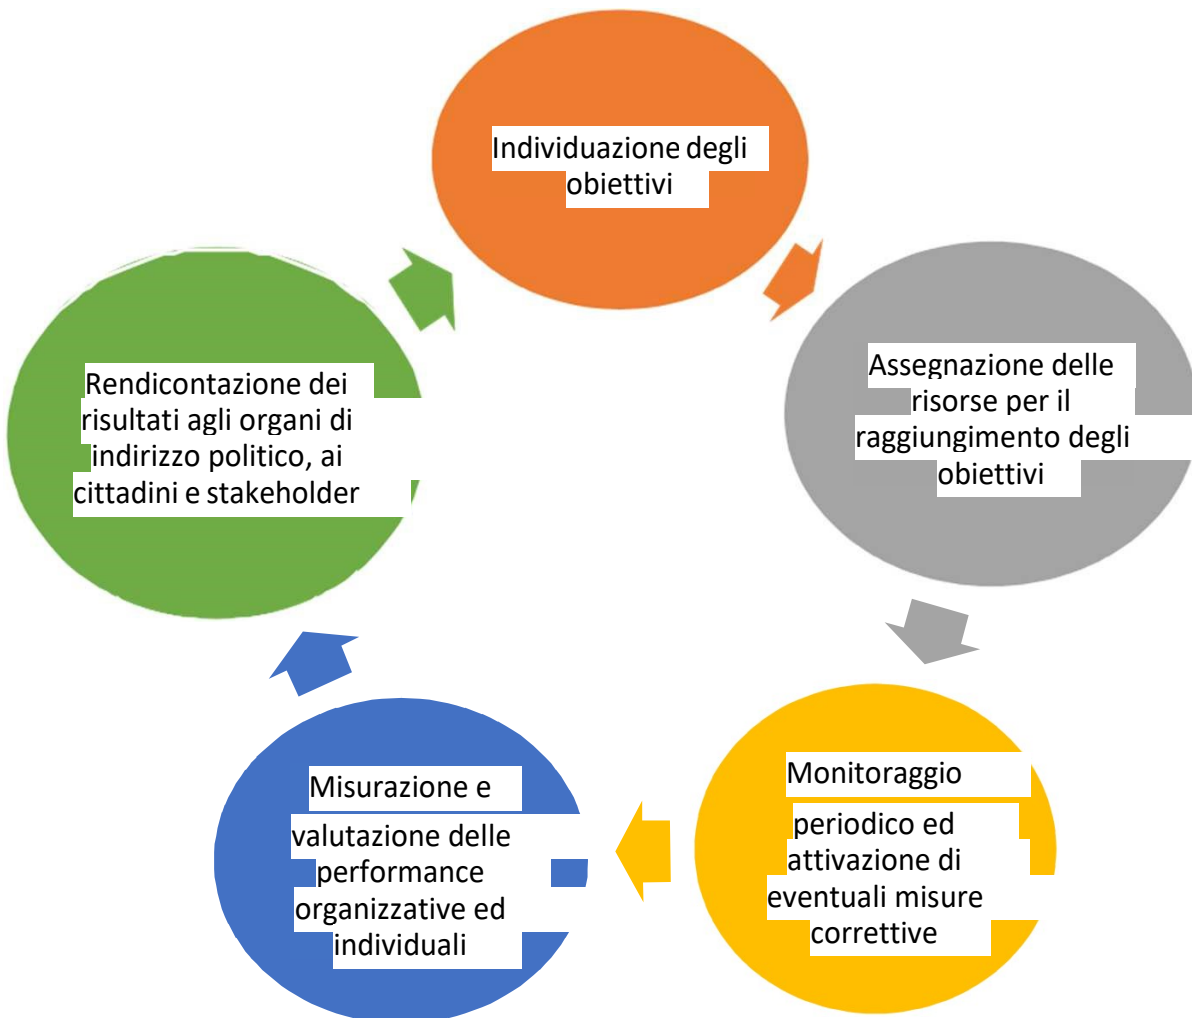 Individuazione degli
obiettivi
Assegnazione delle
risorse per il
raggiungimento degli
obiettivi
Monitoraggio
periodico ed
attivazione di
eventuali misure
correttive
Misurazione e
valutazione delle
performance
organizzative ed
individuali
Rendicontazione dei
risultati agli organi di
indirizzo politico, ai
cittadini e stakeholder